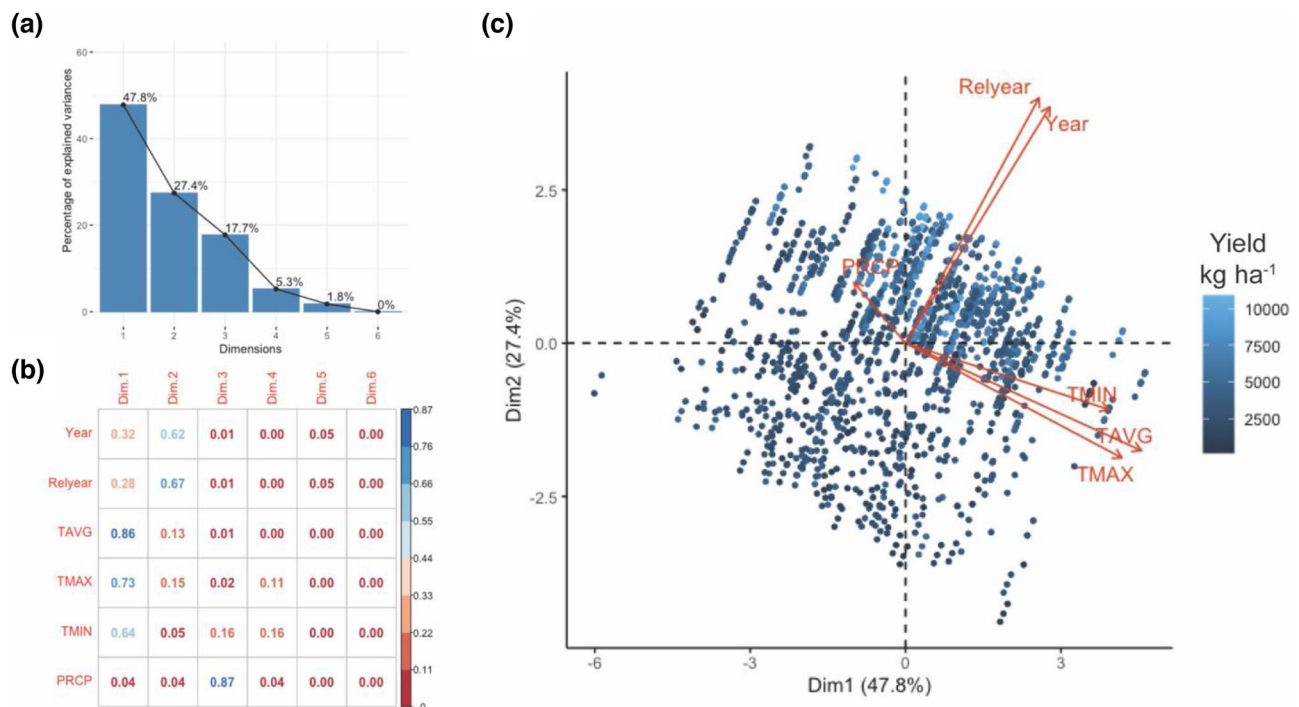 (a)
60
40
20
0
Percentage of explained variances
47.8%
27.4%
17.7%
5.3%
1.8%
0%
1 2 3 4 5 6
Dimensions
(b)
Dim.1 Dim.2 Dim.3 Dim.4 Dim.5 Dim.6
Year 0.32 0.62 0.01 0.00 0.05 0.00
Relyear 0.28 0.67 0.01 0.00 0.05 0.00
TAVG 0.86 0.13 0.01 0.00 0.00 0.00
TMAX 0.73 0.15 0.02 0.11 0.00 0.00
TMIN 0.64 0.05 0.16 0.16 0.00 0.00
PRCP 0.04 0.04 0.87 0.04 0.00 0.00
0.87
0.76
0.66
0.55
0.44
0.33
0.22
0.11
0
(c)
Relyear
Year
PRCP
TMIN
TAVG
TMAX
2.5
0.0
-2.5
Dim2 (27.4%)
-6 -3 0 3
Dim1 (47.8%)
Yield
kg ha⁻¹
10000
7500
5000
2500